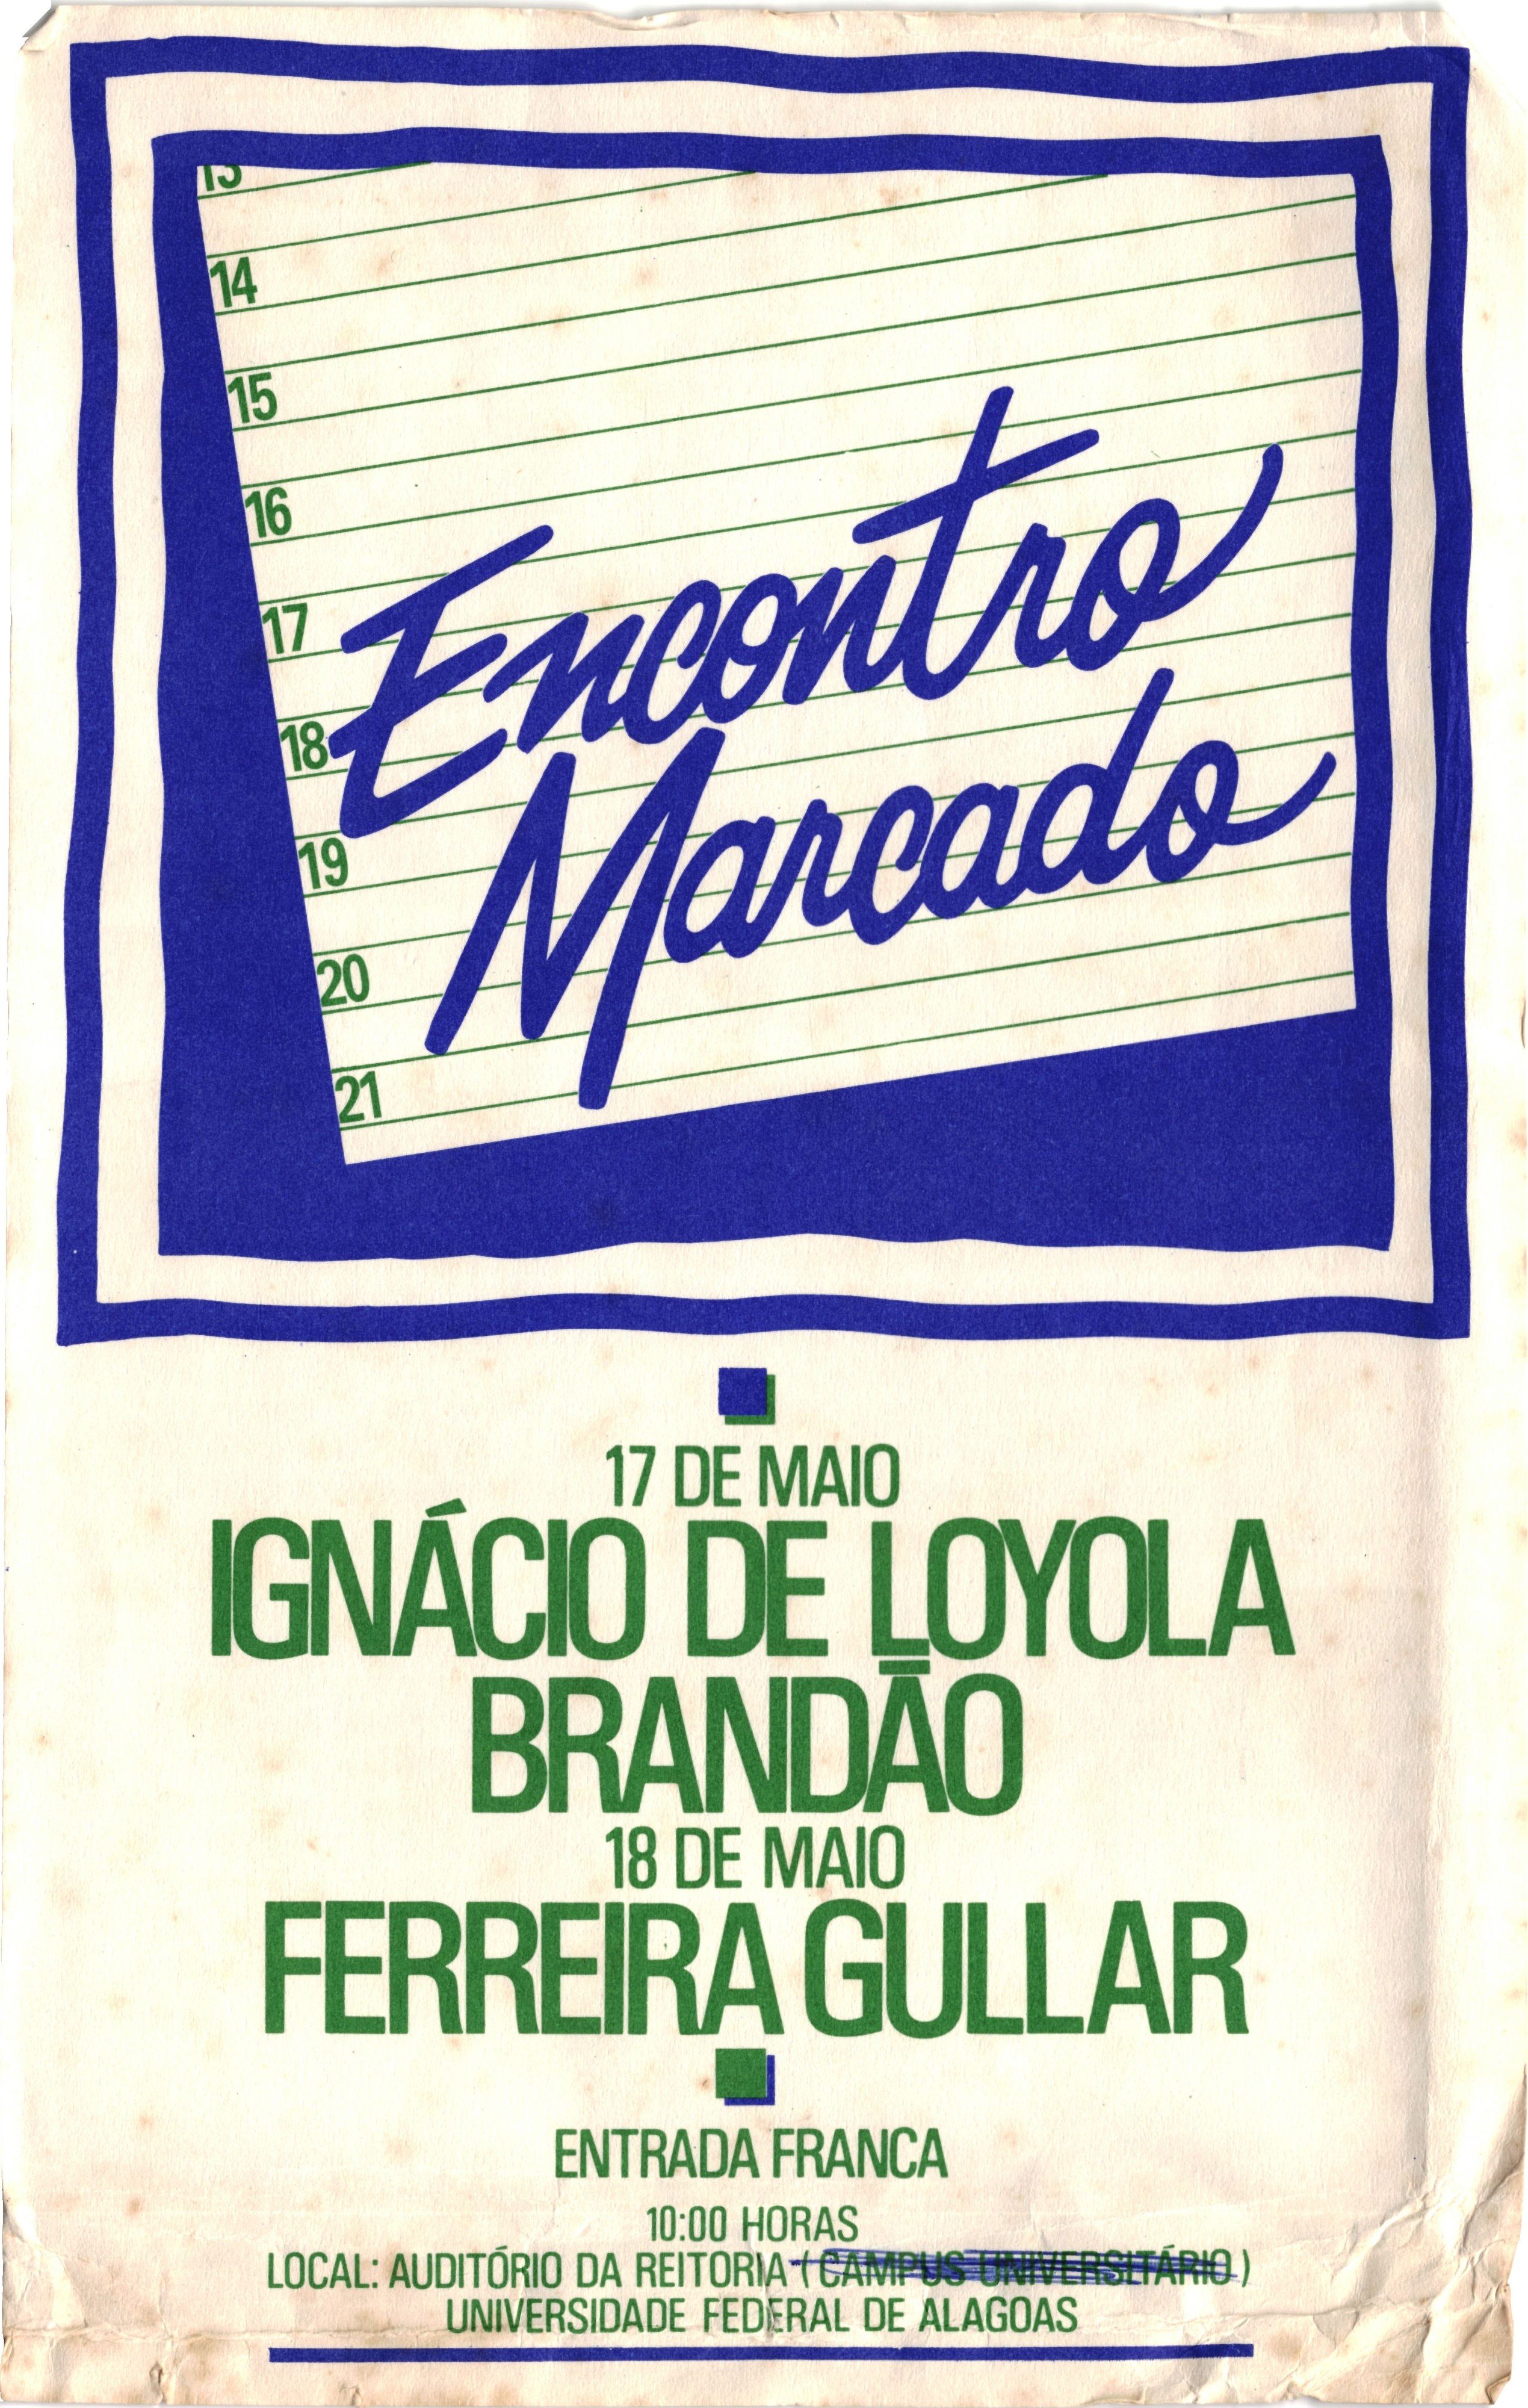 13
14
15
16
17
18
19
20
21
Encontro
Marcado
17 DE MAIO
IGNÁCIO DE LOYOLA
BRANDÃO
18 DE MAIO
FERREIRA GULLAR
ENTRADA FRANCA
10:00 HORAS
LOCAL: AUDITÓRIO DA REITORIA - (CAMPUS UNIVERSITÁRIO)
UNIVERSIDADE FEDERAL DE ALAGOAS